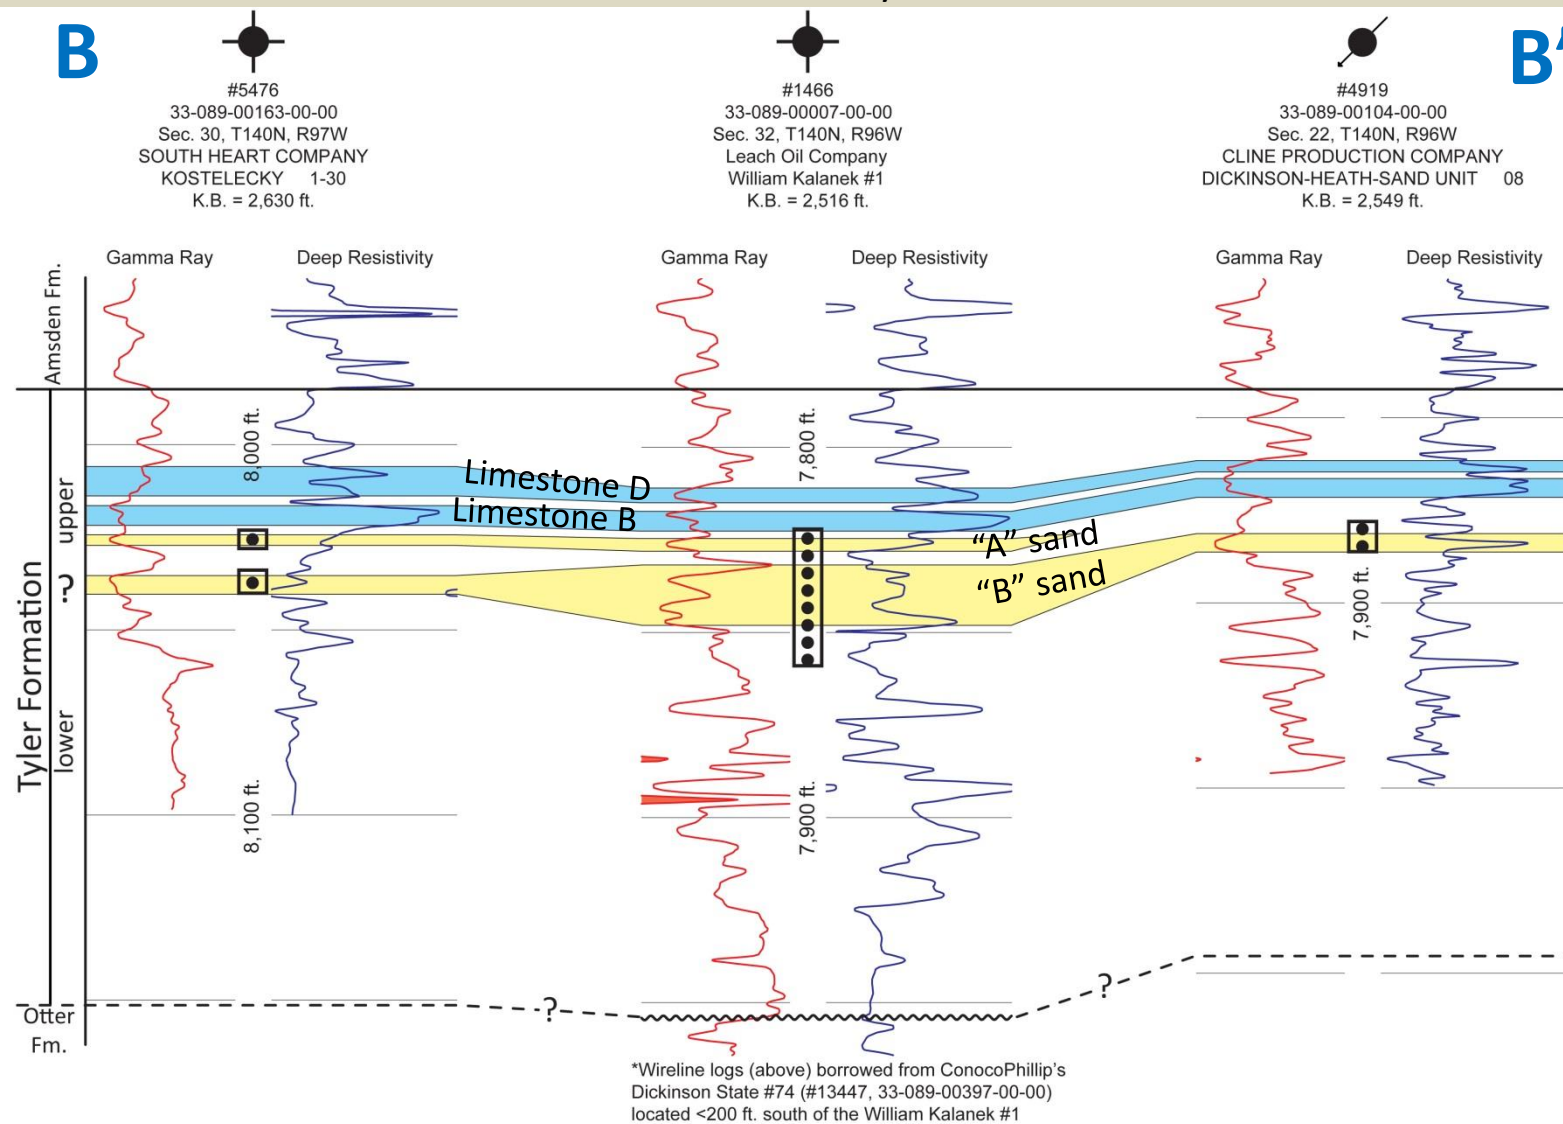 B
B'
#5476
33-089-00163-00-00
Sec. 30, T140N, R97W
SOUTH HEART COMPANY
KOSTELECKY 1-30
K.B. = 2,630 ft.
#1466
33-089-00007-00-00
Sec. 32, T140N, R96W
Leach Oil Company
William Kalanek #1
K.B. = 2,516 ft.
#4919
33-089-00104-00-00
Sec. 22, T140N, R96W
CLINE PRODUCTION COMPANY
DICKINSON-HEATH-SAND UNIT 08
K.B. = 2,549 ft.
Gamma Ray
Deep Resistivity
Gamma Ray
Deep Resistivity
Gamma Ray
Deep Resistivity
Amsden Fm.
Tyler Formation
upper
?
lower
Otter
Fm.
8,000 ft.
8,100 ft.
7,800 ft.
7,900 ft.
7,900 ft.
Limestone D
Limestone B
“A” sand
“B” sand
?
?
*Wireline logs (above) borrowed from ConocoPhillip's
Dickinson State #74 (#13447, 33-089-00397-00-00)
located <200 ft. south of the William Kalanek #1